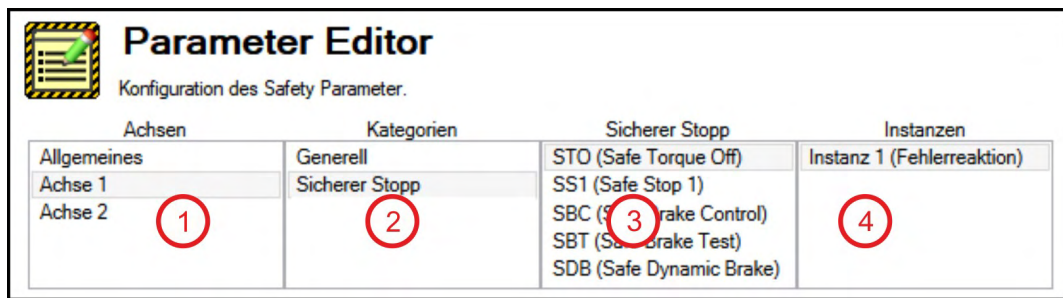 Parameter Editor
Konfiguration des Safety Parameter.
Achsen
Kategorien
Sicherer Stopp
Instanzen
Allgemeines
Achse 1
Achse 2
1
Generell
Sicherer Stopp
2
STO (Safe Torque Off)
SS1 (Safe Stop 1)
SBC ( Brake Control)
SBT ( Brake Test)
SDB (Safe Dynamic Brake)
3
Instanz 1 (Fehlerreaktion)
4